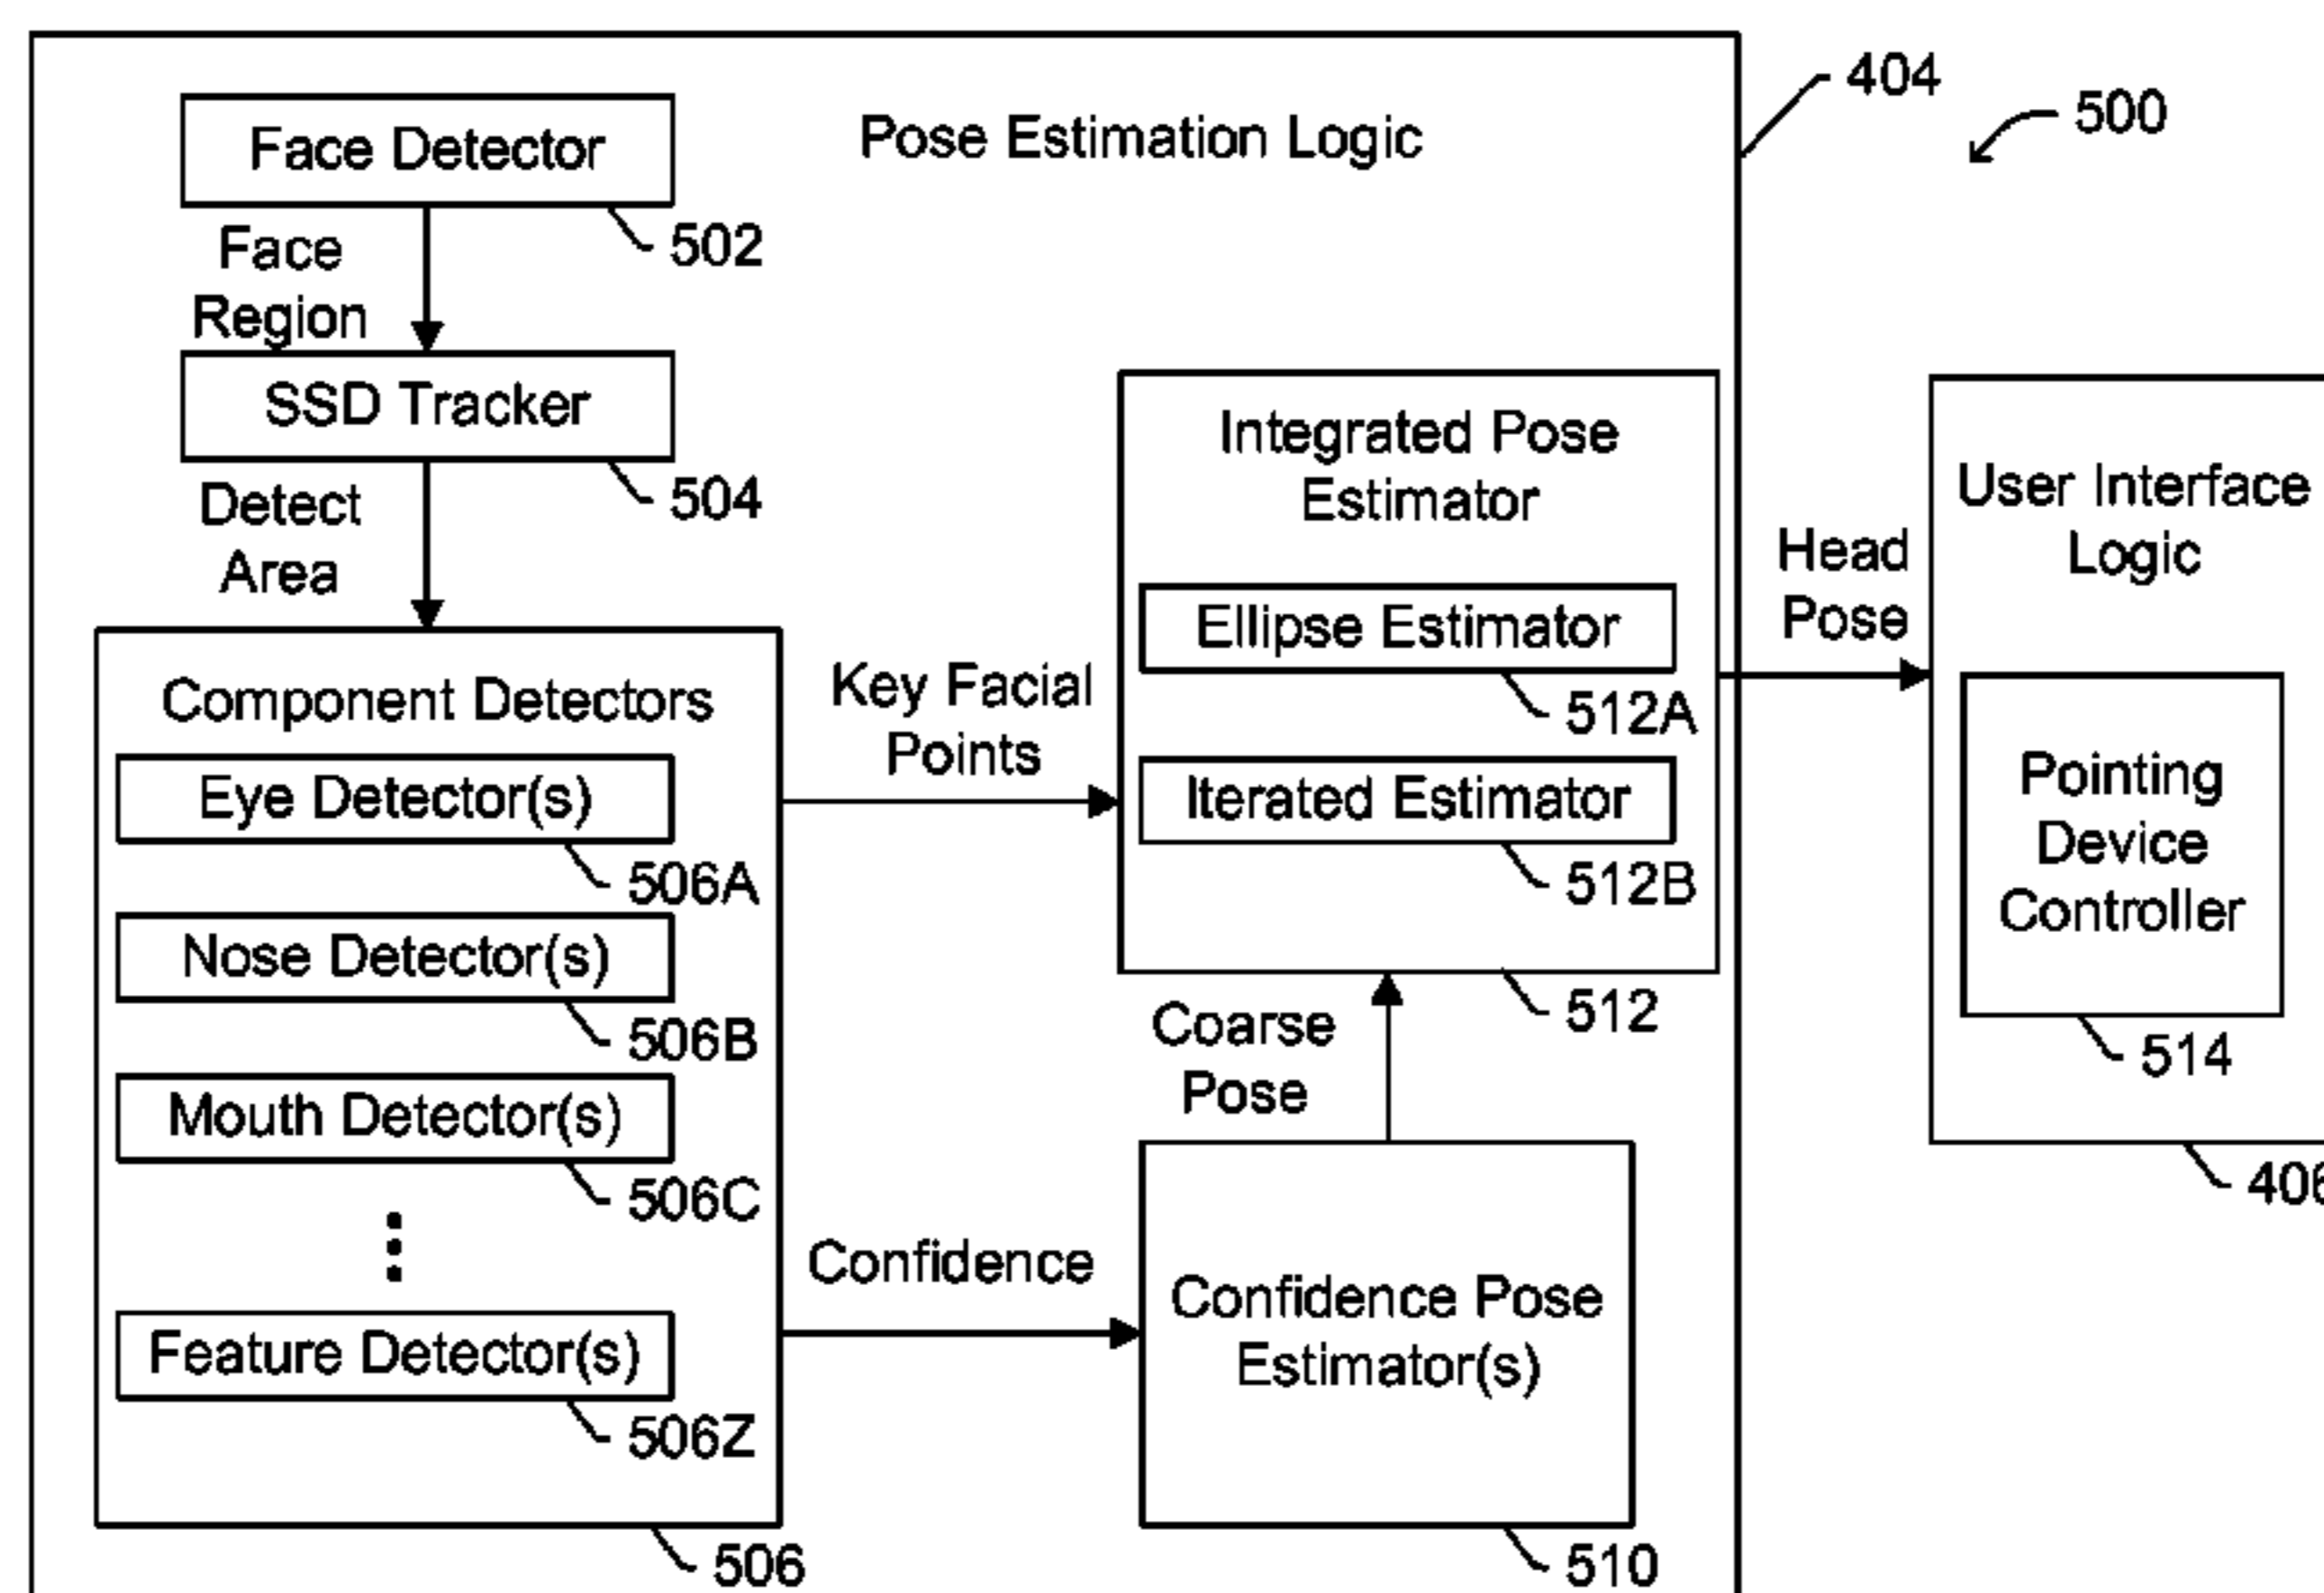 Pose Estimation Logic
404
500
Face Detector
502
Face
Region
SSD Tracker
504
Detect
Area
Component Detectors
Eye Detector(s)
506A
Nose Detector(s)
506B
Mouth Detector(s)
506C
Feature Detector(s)
506Z
506
Key Facial
Points
Confidence
Integrated Pose
Estimator
Ellipse Estimator
512A
Iterated Estimator
512B
512
Coarse
Pose
Confidence Pose
Estimator(s)
510
Head
Pose
User Interface
Logic
Pointing
Device
Controller
514
406